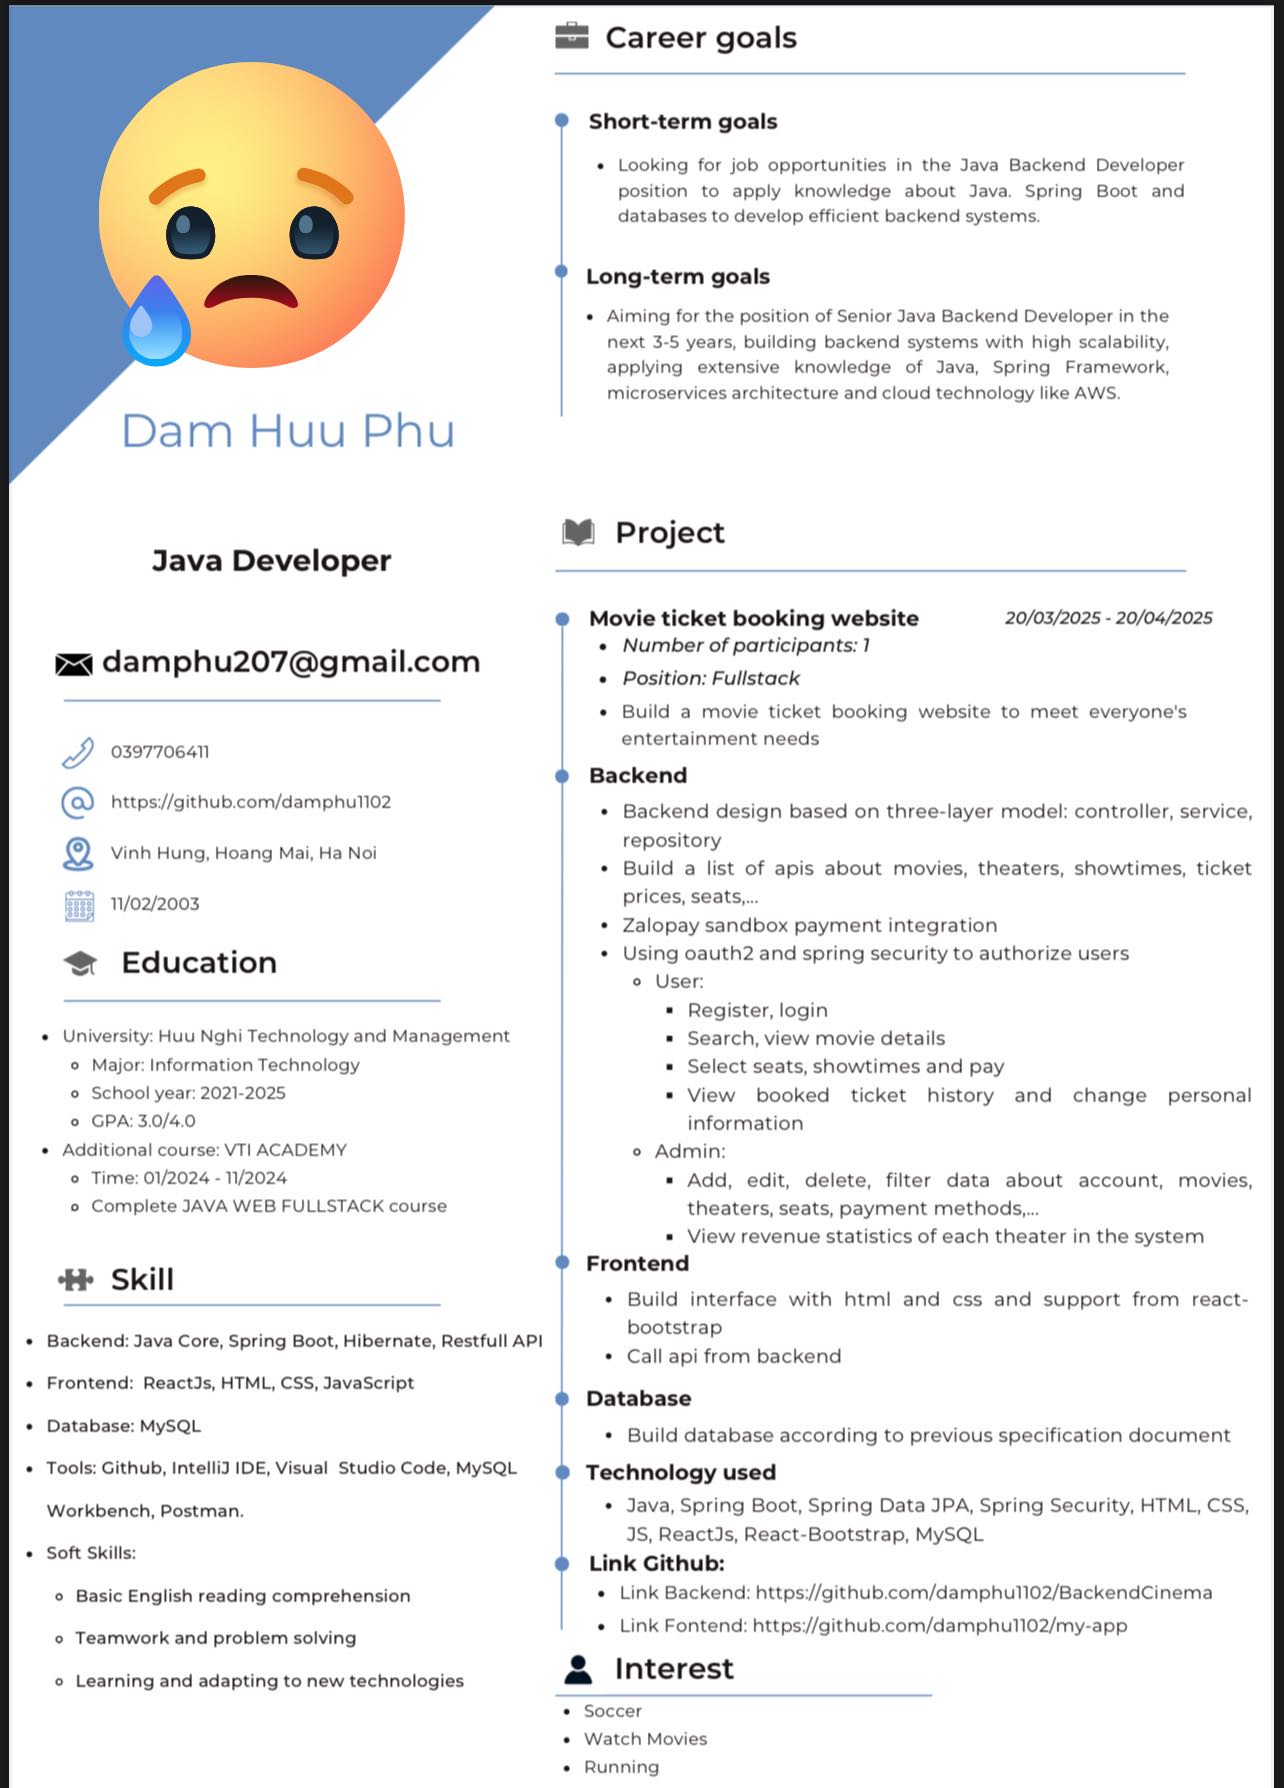 Dam Huu Phu
Java Developer
damphu207@gmail.com
0397706411
https://github.com/damphu1102
Vinh Hung, Hoang Mai, Ha Noi
11/02/2003
Education
• University: Huu Nghi Technology and Management
Major: Information Technology
School year: 2021-2025
GPA: 3.0/4.0
• Additional course: VTI ACADEMY
Time: 01/2024 - 11/2024
Complete JAVA WEB FULLSTACK course
Skill
• Backend: Java Core, Spring Boot, Hibernate, Restfull API
• Frontend:  ReactJs, HTML, CSS, JavaScript
• Database: MySQL
• Tools: Github, IntelliJ IDE, Visual  Studio Code, MySQL
Workbench, Postman.
• Soft Skills:
Basic English reading comprehension
Teamwork and problem solving
Learning and adapting to new technologies
Career goals
Short-term goals
• Looking for job opportunities in the Java Backend Developer
position to apply knowledge about Java. Spring Boot and
databases to develop efficient backend systems.
Long-term goals
• Aiming for the position of Senior Java Backend Developer in the
next 3-5 years, building backend systems with high scalability,
applying extensive knowledge of Java, Spring Framework,
microservices architecture and cloud technology like AWS.
Project
Movie ticket booking website 20/03/2025 - 20/04/2025
• Number of participants: 1
• Position: Fullstack
• Build a movie ticket booking website to meet everyone's
entertainment needs
Backend
• Backend design based on three-layer model: controller, service,
repository
• Build a list of apis about movies, theaters, showtimes, ticket
prices, seats,...
• Zalopay sandbox payment integration
• Using oauth2 and spring security to authorize users
User:
Register, login
Search, view movie details
Select seats, showtimes and pay
View booked ticket history and change personal
information
Admin:
Add, edit, delete, filter data about account, movies,
theaters, seats, payment methods,...
View revenue statistics of each theater in the system
Frontend
• Build interface with html and css and support from react-
bootstrap
• Call api from backend
Database
• Build database according to previous specification document
Technology used
• Java, Spring Boot, Spring Data JPA, Spring Security, HTML, CSS,
JS, ReactJs, React-Bootstrap, MySQL
Link Github:
• Link Backend: https://github.com/damphu1102/BackendCinema
• Link Fontend: https://github.com/damphu1102/my-app
Interest
• Soccer
• Watch Movies
• Running